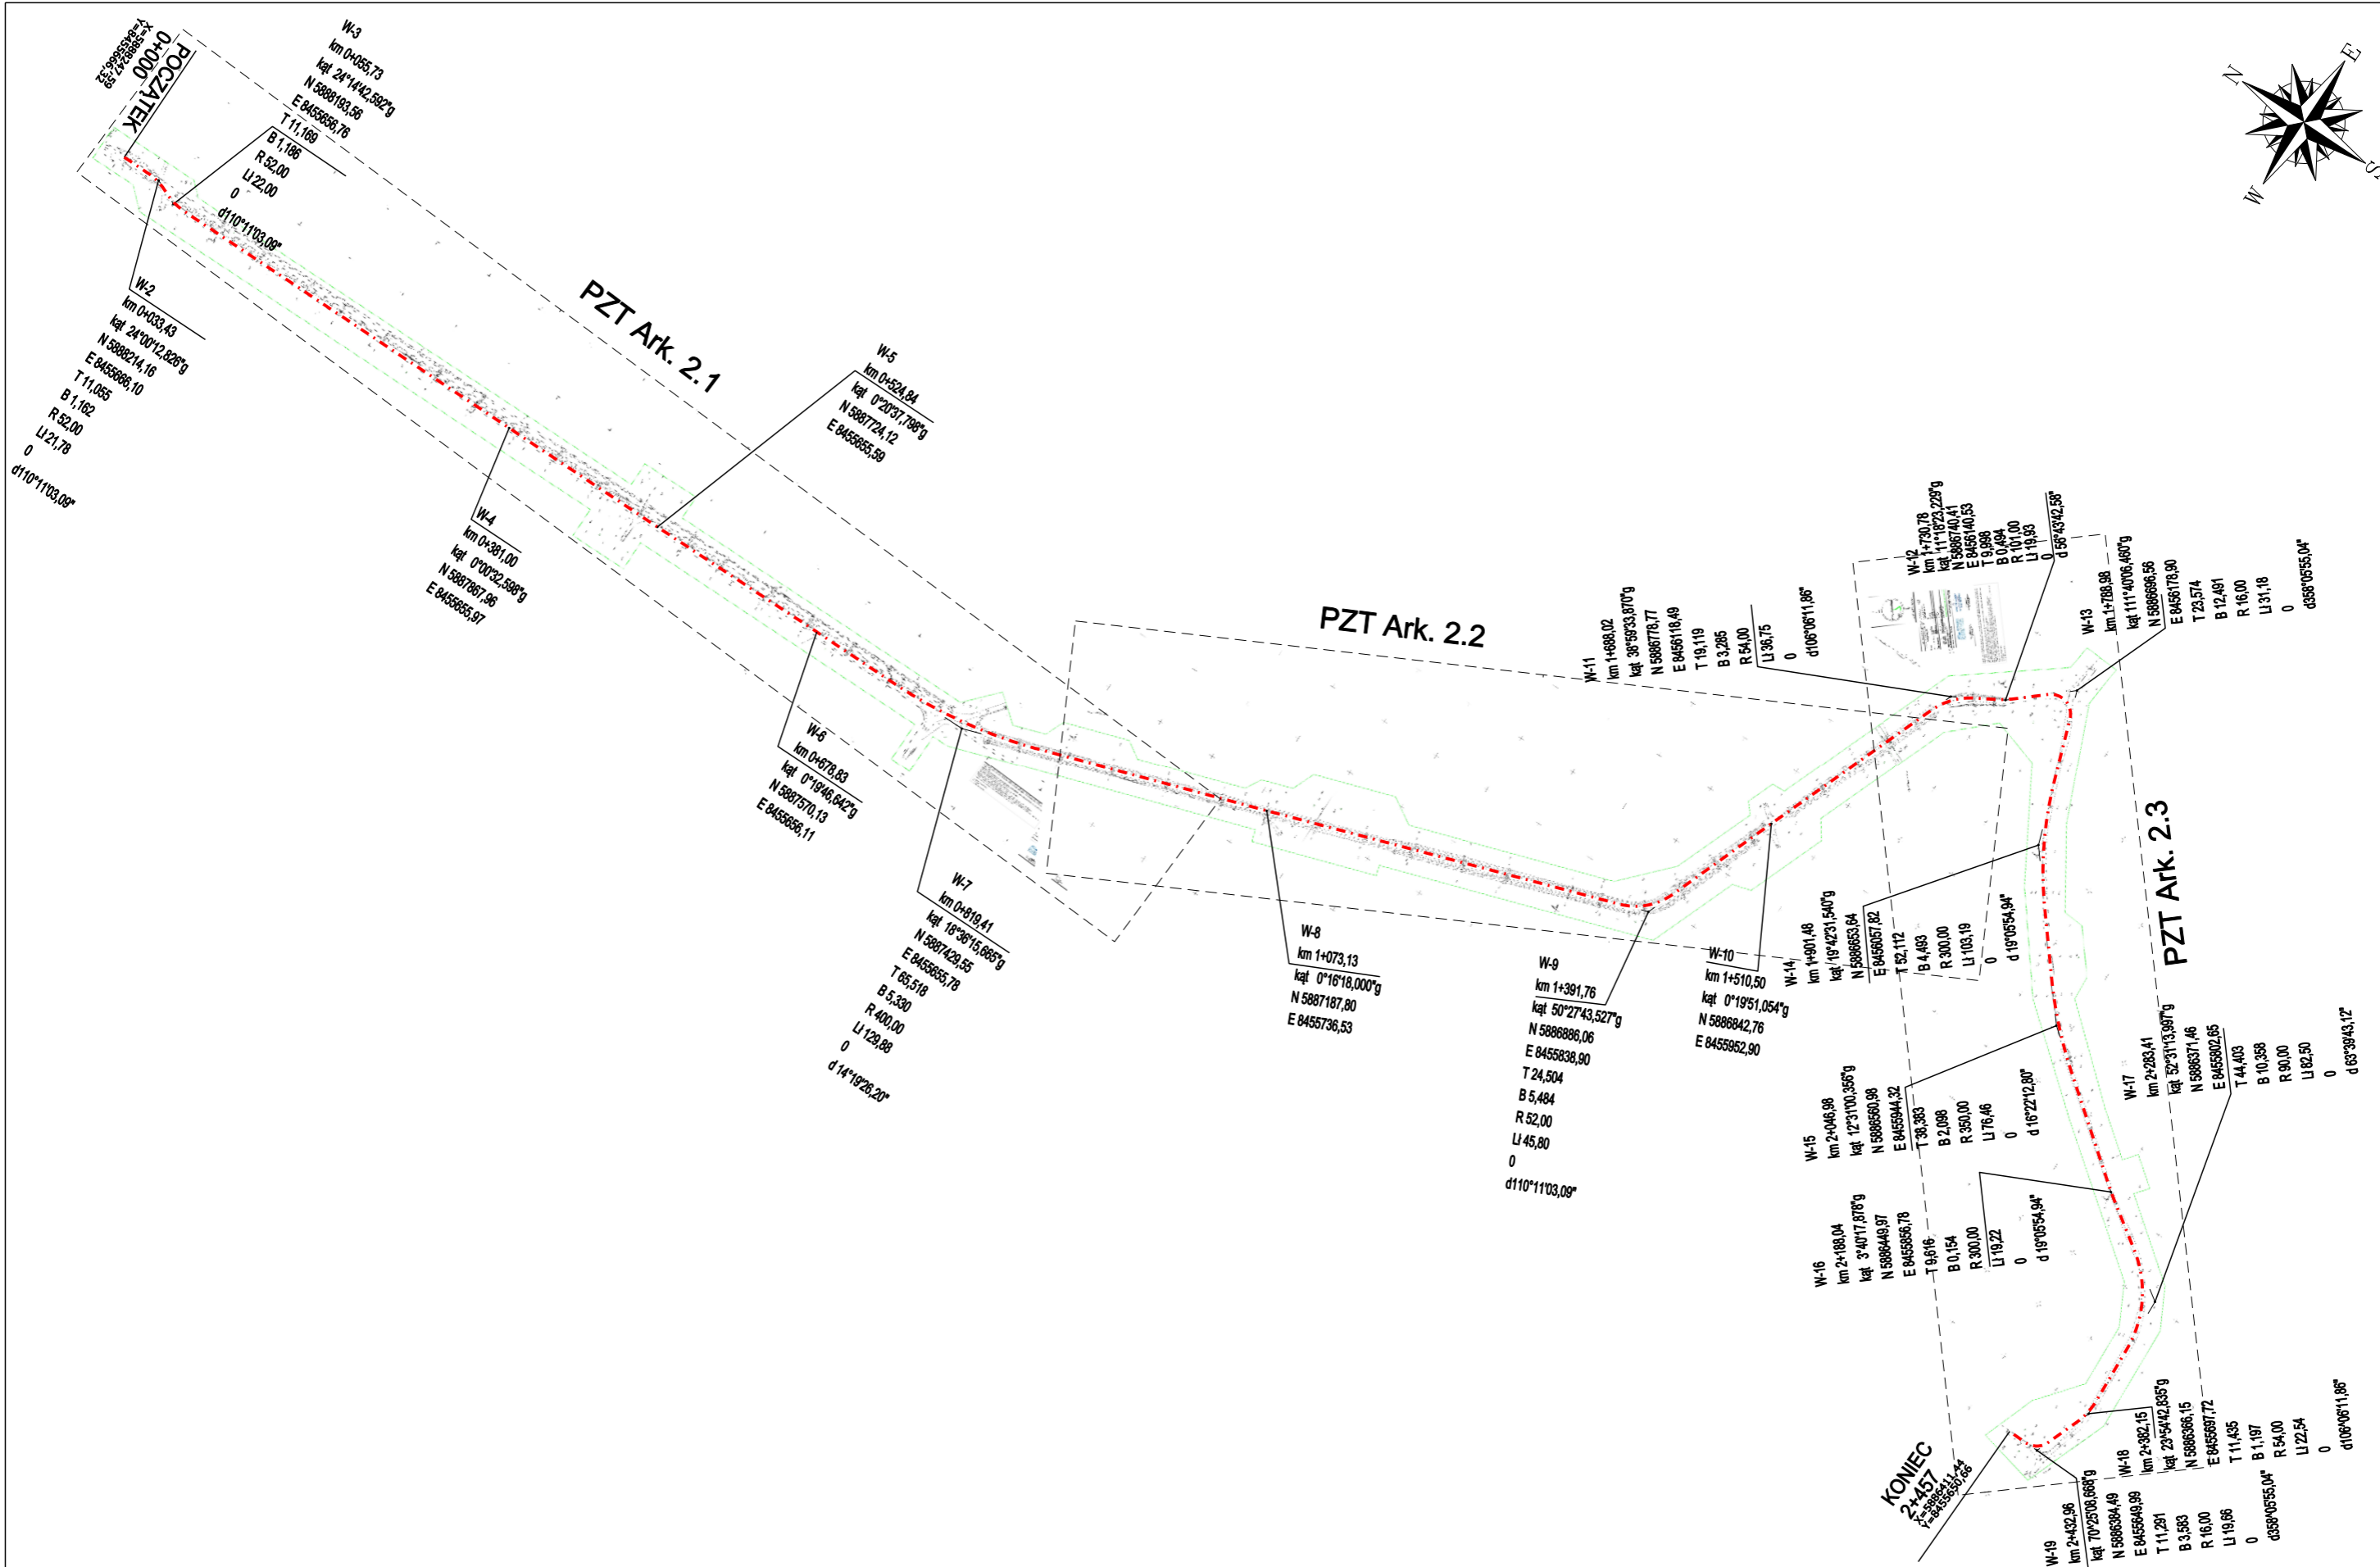 POCZĄTEK
0+000
X=5888247,59
Y=8455666,32
W-3
km 0+055,73
kąt 24°14'42,592"g
N 5888193,56
E 8455656,76
T 11,169
B 1,186
R 52,00
Ł 22,00
0
d110°11'03,09"
W-2
km 0+033,43
kąt 24°00'12,826"g
N 5888214,16
E 8455666,10
T 11,055
B 1,162
R 52,00
Ł 21,78
0
d110°11'03,09"
PZT Ark. 2.1
W-4
km 0+381,00
kąt 0°00'32,598"g
N 5887867,96
E 8455655,97
W-5
km 0+524,84
kąt 0°20'37,798"g
N 5887724,12
E 8455655,59
W-6
km 0+678,83
kąt 0°19'46,642"g
N 5887570,13
E 8455656,11
W-7
km 0+819,41
kąt 18°36'15,665"g
N 5887429,55
E 8455655,78
T 65,518
B 5,330
R 400,00
Ł 129,88
0
d 14°19'26,20"
PZT Ark. 2.2
W-8
km 1+073,13
kąt 0°16'18,000"g
N 5887187,80
E 8455736,53
W-9
km 1+391,76
kąt 50°27'43,527"g
N 5886886,06
E 8455838,90
T 24,504
B 5,484
R 52,00
Ł 45,80
0
d110°11'03,09"
W-10
km 1+510,50
kąt 0°19'51,054"g
N 5886842,76
E 8455952,90
W-11
km 1+688,02
kąt 38°59'33,870"g
N 5886778,77
E 8456118,49
T 19,119
B 3,285
R 54,00
Ł 36,75
0
d106°06'11,86"
W-12
km 1+730,78
kąt 11°18'23,229"g
N 5886740,41
E 8456140,53
T 9,998
B 0,494
R 101,00
Ł 19,93
0
d 56°43'42,58"
W-13
km 1+788,98
kąt 111°40'06,460"g
N 5886696,56
E 8456178,90
T 23,574
B 12,491
R 16,00
Ł 31,18
0
d358°05'55,04"
PZT Ark. 2.3
W-14
km 1+901,48
kąt 19°42'31,540"g
N 5886653,64
E 8456057,82
T 52,112
B 4,493
R 300,00
Ł 103,19
0
d 19°05'54,94"
W-15
km 2+046,98
kąt 12°31'00,356"g
N 5886560,98
E 8455944,32
T 38,383
B 2,098
R 350,00
Ł 76,46
0
d 16°22'12,80"
W-16
km 2+188,04
kąt 3°40'17,878"g
N 5886449,97
E 8455856,78
T 9,616
B 0,154
R 300,00
Ł 19,22
0
d 19°05'54,94"
W-17
km 2+283,41
kąt 52°31'13,997"g
N 5886371,46
E 8455802,65
T 44,403
B 10,358
R 90,00
Ł 82,50
0
d 63°39'43,12"
W-18
km 2+382,15
kąt 23°54'42,835"g
N 5886366,15
E 8455697,72
T 11,435
B 1,197
R 54,00
Ł 22,54
0
d106°06'11,86"
W-19
km 2+432,96
kąt 70°25'08,668"g
N 5886384,49
E 8455649,99
T 11,291
B 3,583
R 16,00
Ł 19,66
0
d358°05'55,04"
KONIEC
2+457
X=5886411,44
Y=8455650,66
N
E
S
W